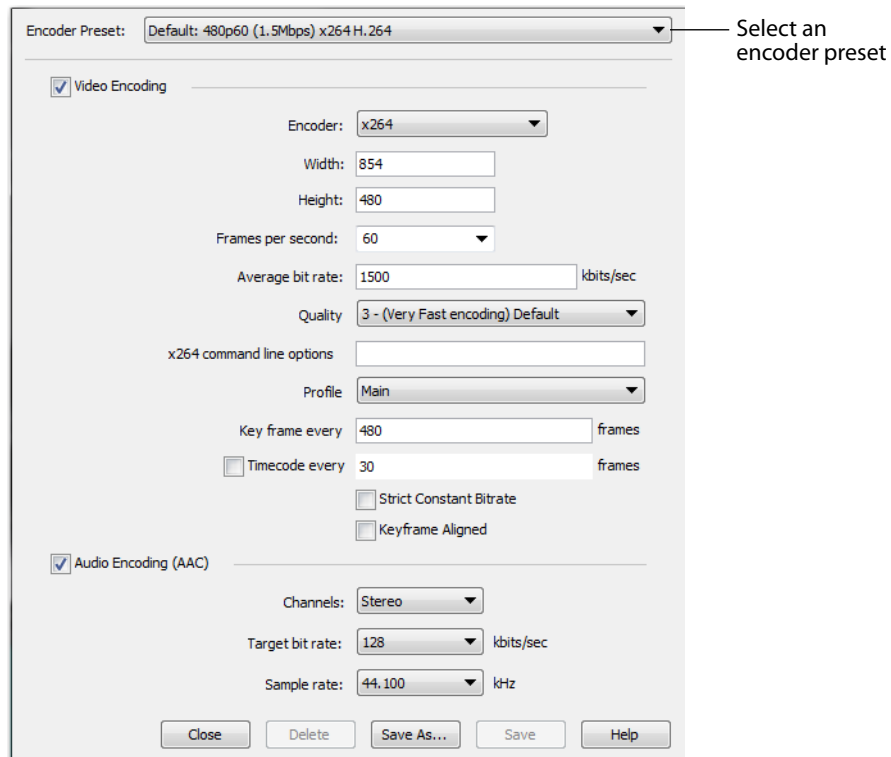 Encoder Preset: Default: 480p60 (1.5Mbps) x264 H.264
Select an
encoder preset
Video Encoding
Encoder: x264
Width: 854
Height: 480
Frames per second: 60
Average bit rate: 1500 kbits/sec
Quality 3 - (Very Fast encoding) Default
x264 command line options
Profile Main
Key frame every 480 frames
Timecode every 30 frames
Strict Constant Bitrate
Keyframe Aligned
Audio Encoding (AAC)
Channels: Stereo
Target bit rate: 128 kbits/sec
Sample rate: 44.100 kHz
Close Delete Save As... Save Help